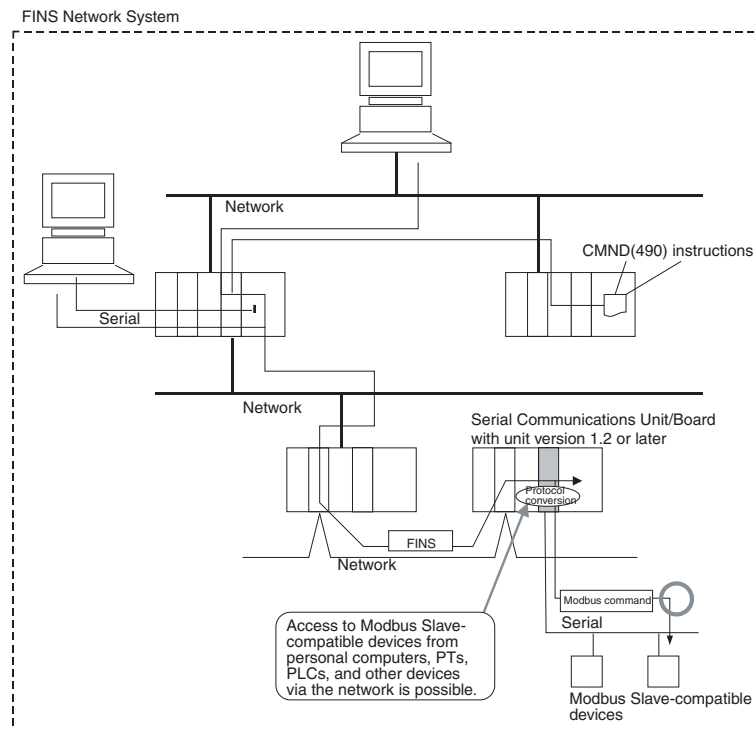 FINS Network System
Network
CMND(490) instructions
Serial
Network
Serial Communications Unit/Board
with unit version 1.2 or later
Protocol
conversion
FINS
Network
Modbus command
Serial
Access to Modbus Slave-
compatible devices from
personal computers, PTs,
PLCs, and other devices
via the network is possible.
Modbus Slave-compatible
devices